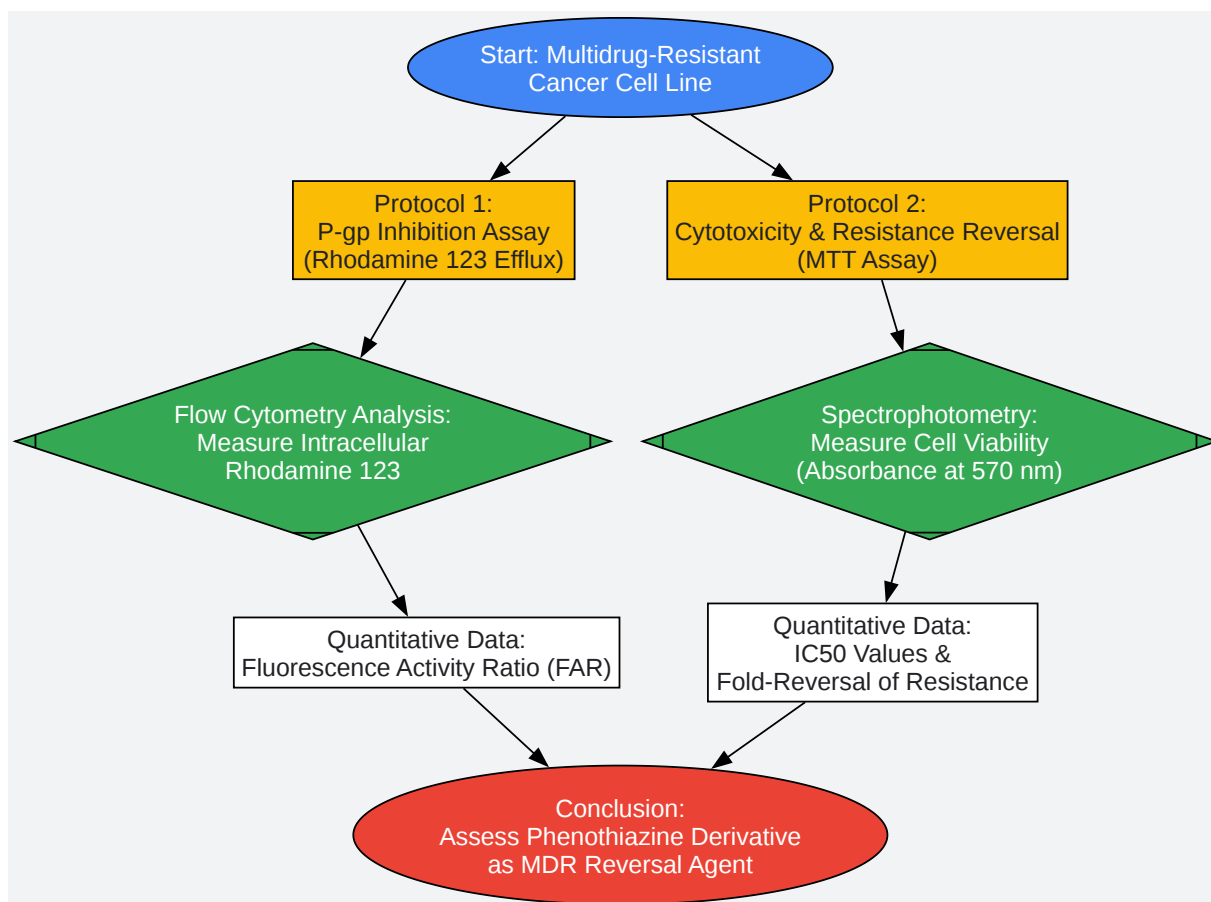 Start: Multidrug-Resistant
Cancer Cell Line
Protocol 1:
P-gp Inhibition Assay
(Rhodamine 123 Efflux)
Protocol 2:
Cytotoxicity & Resistance Reversal
(MTT Assay)
Flow Cytometry Analysis:
Measure Intracellular
Rhodamine 123
Spectrophotometry:
Measure Cell Viability
(Absorbance at 570 nm)
Quantitative Data:
Fluorescence Activity Ratio (FAR)
Quantitative Data:
IC50 Values &
Fold-Reversal of Resistance
Conclusion:
Assess Phenothiazine Derivative
as MDR Reversal Agent